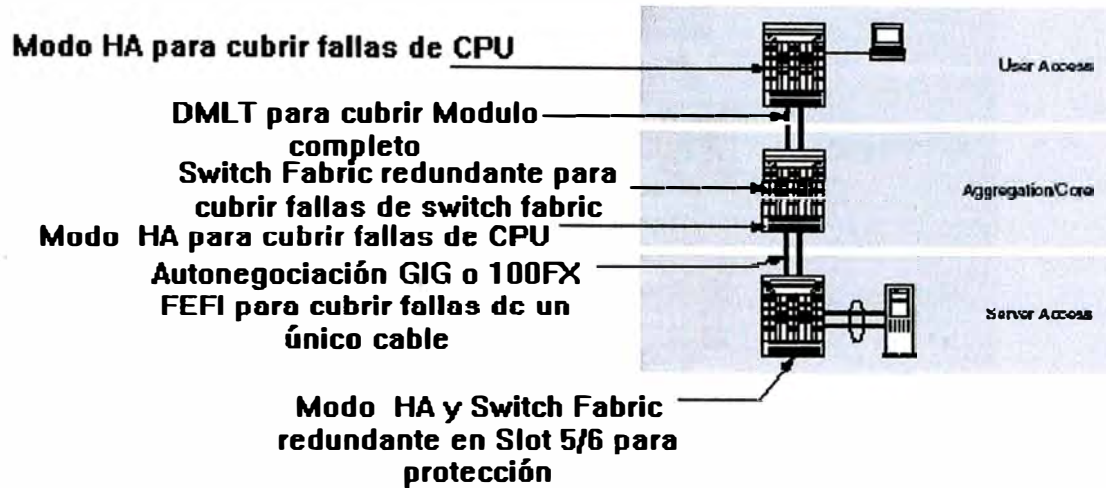 Modo HA para cubrir fallas de CPU
User Access
DMLT para cubrir Modulo
completo
Switch Fabric redundante para
cubrir fallas de switch fabric
Aggregation/Core
Modo HA para cubrir fallas de CPU
Autonegociación GIG o 100FX
FEFI para cubrir fallas de un
único cable
Server Access
Modo HA y Switch Fabric
redundante en Slot 5/6 para
protección